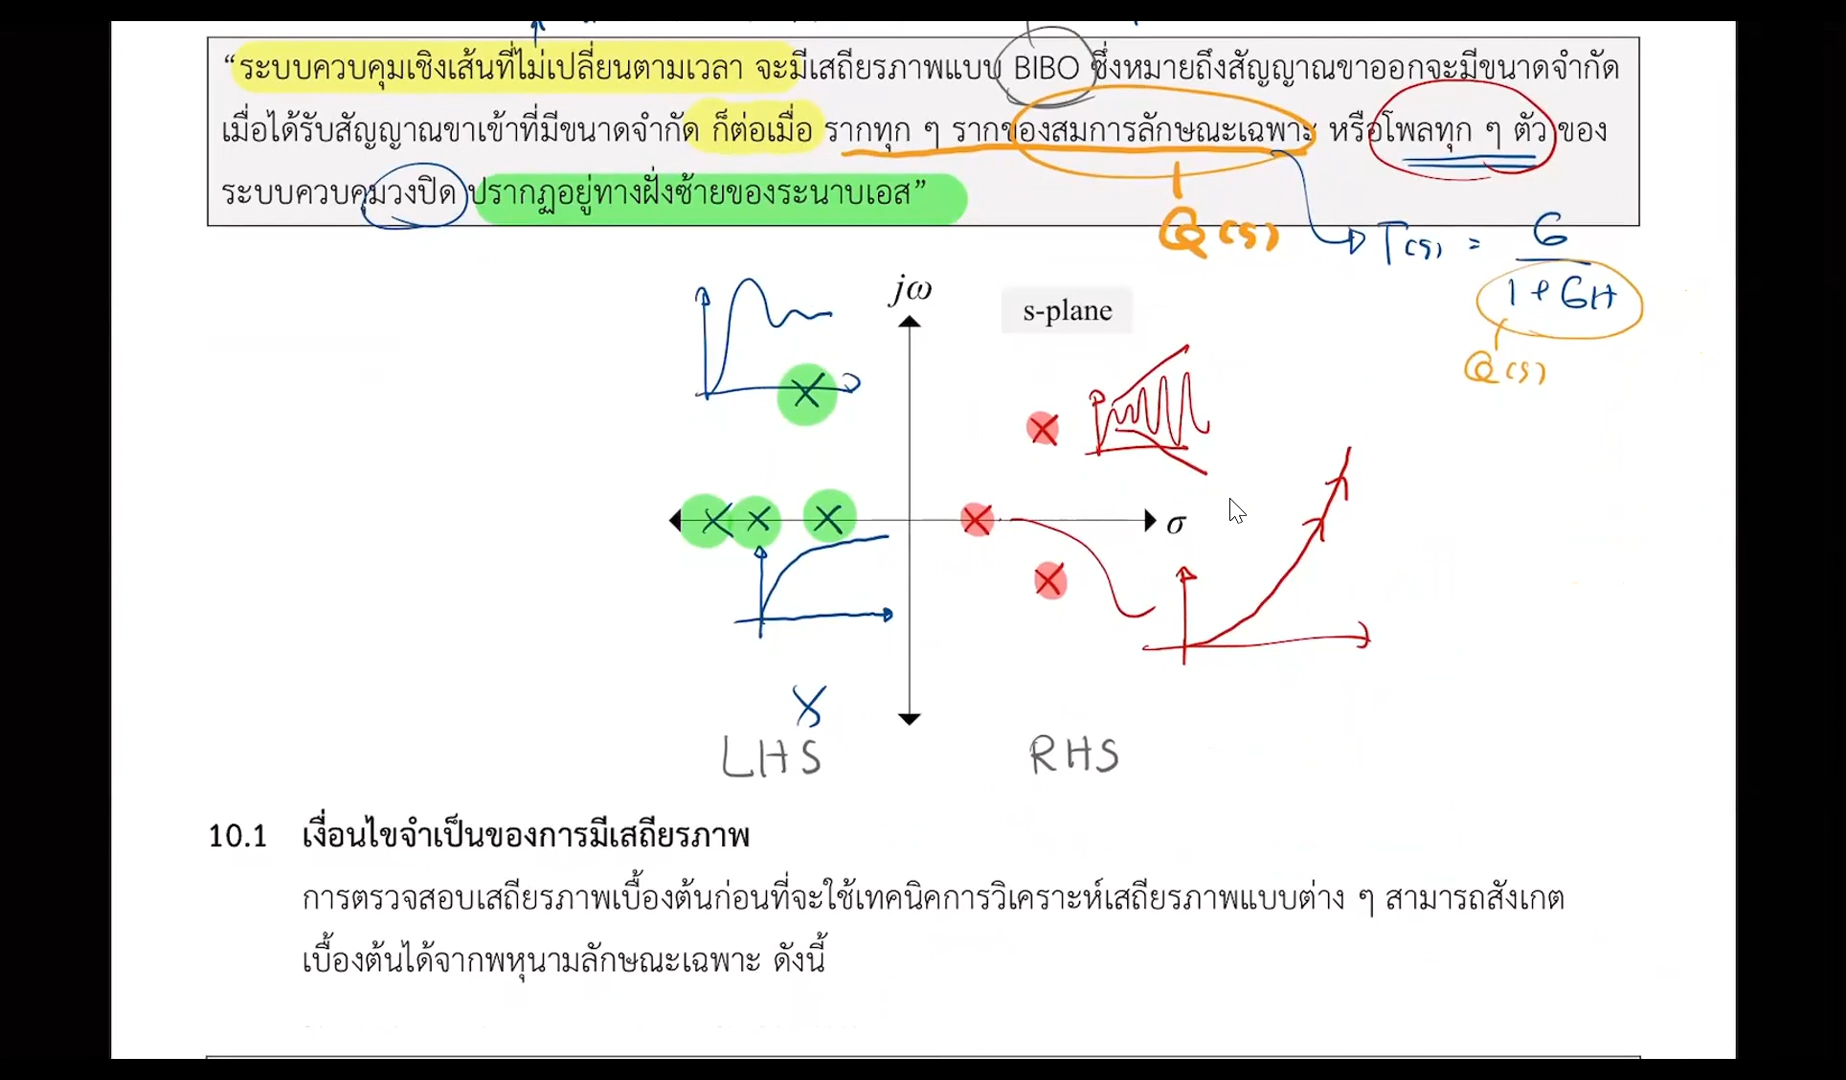 “ระบบควบคุมเชิงเส้นที่ไม่เปลี่ยนตามเวลา จะมีเสถียรภาพแบบ BIBO ซึ่งหมายถึงสัญญาณขาออกจะมีขนาดจำกัด
เมื่อได้รับสัญญาณขาเข้าที่มีขนาดจำกัด ก็ต่อเมื่อ รากทุก ๆ รากของสมการลักษณะเฉพาะ หรือโพลทุก ๆ ตัว ของ
ระบบควบคุมวงปิด ปรากฏอยู่ทางฝั่งซ้ายของระนาบเอส”
Q(s)
T(s) = G / 1 + GH
Q(s)
jω
s-plane
σ
LHS
RHS
10.1 เงื่อนไขจำเป็นของการมีเสถียรภาพ
การตรวจสอบเสถียรภาพเบื้องต้นก่อนที่จะใช้เทคนิคการวิเคราะห์เสถียรภาพแบบต่าง ๆ สามารถสังเกต
เบื้องต้นได้จากพหุนามลักษณะเฉพาะ ดังนี้